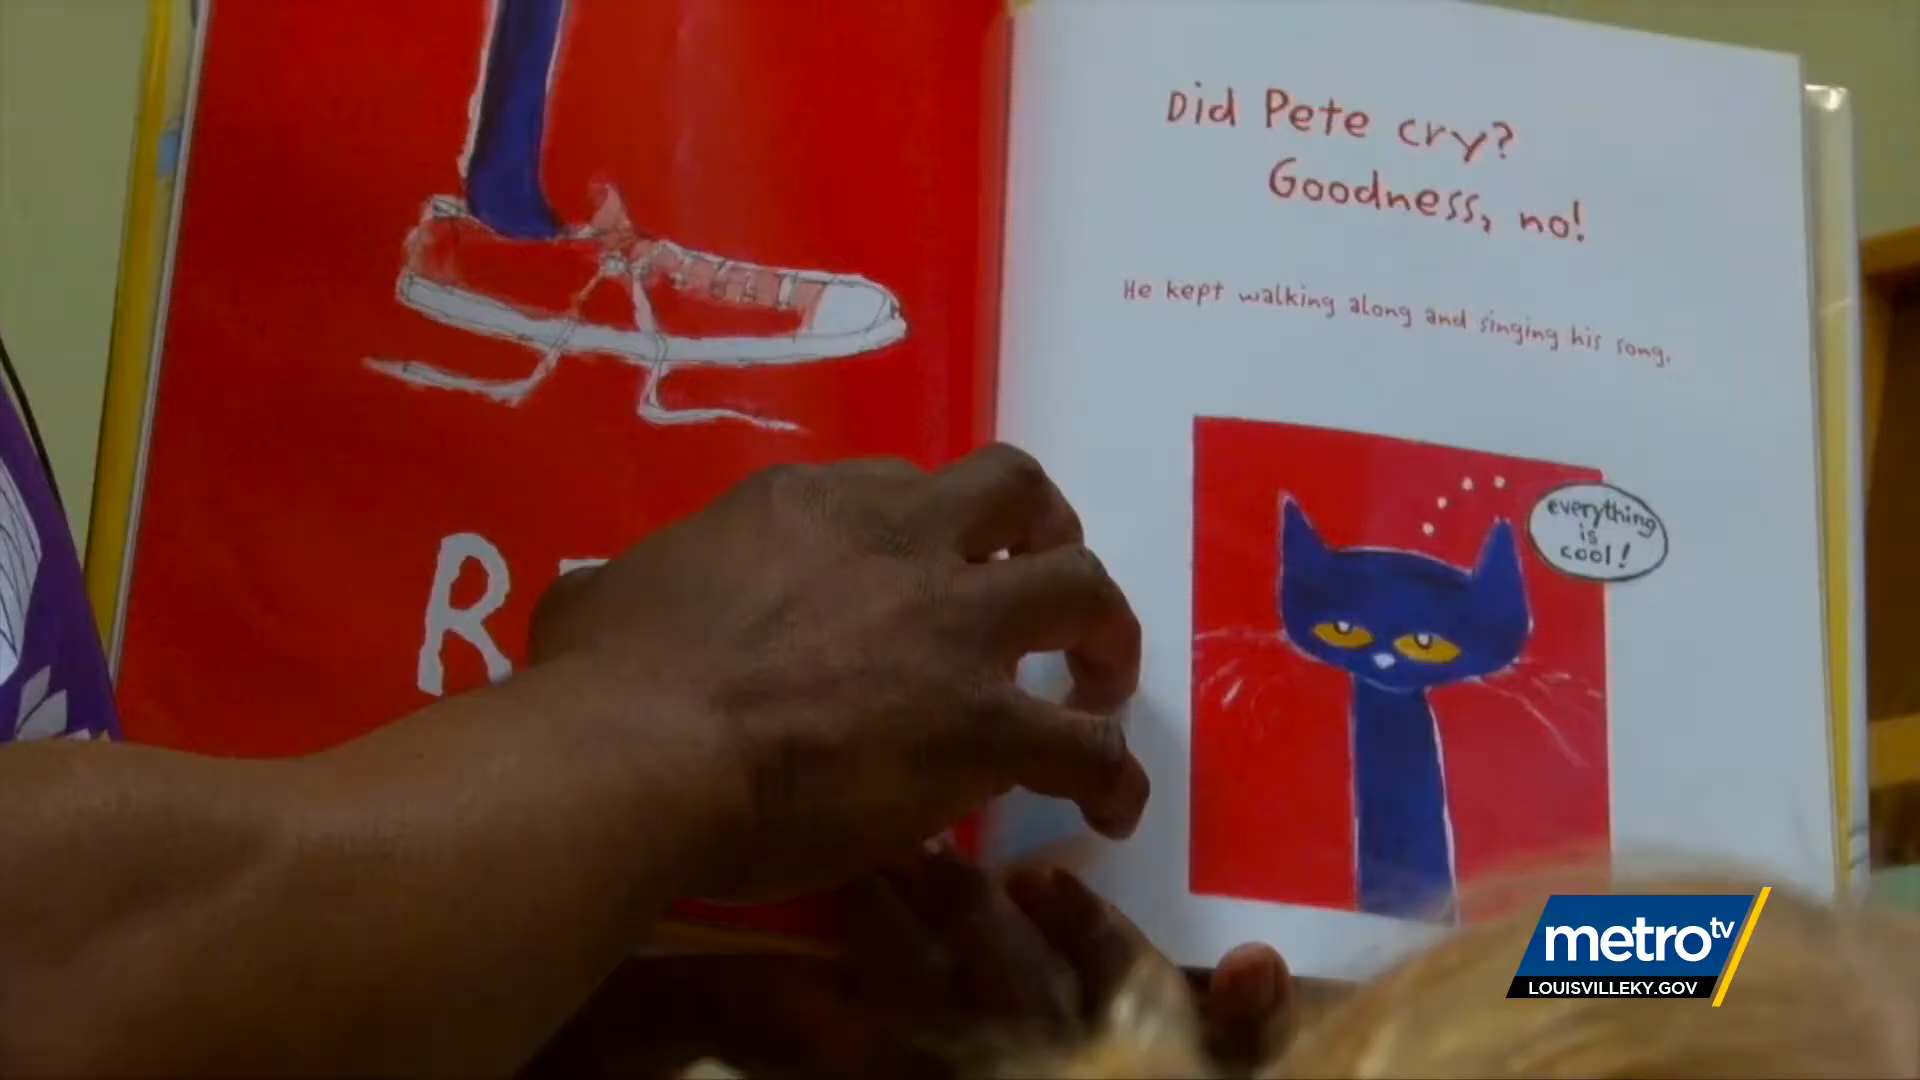 Did Pete cry?
Goodness, no!
He kept walking along and singing his song.
everything
is
cool!
metro tv
LOUISVILLEKY.GOV